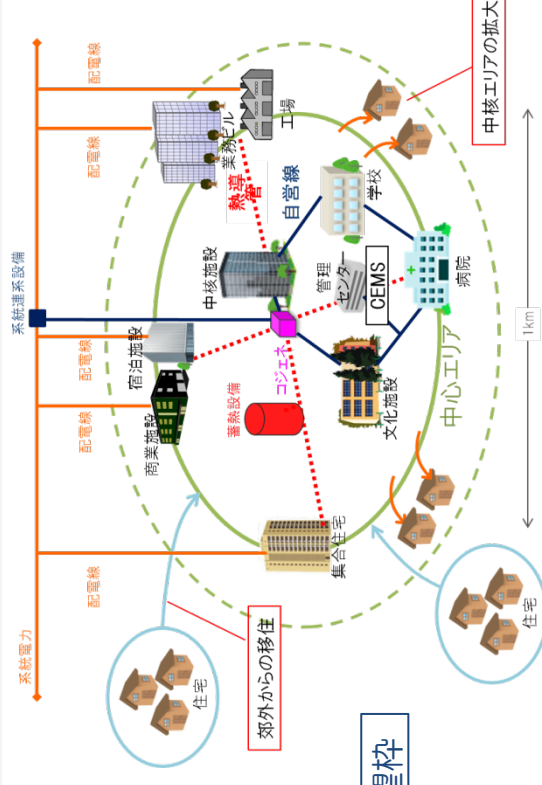 系統電力
系統連系設備
配電線
配電線
配電線
配電線
配電線
郊外からの移住
住宅
商業施設
宿泊施設
業務ビル
工場
中核施設
熱導
管
自営線
蓄熱設備
コジェネ
集合住宅
管理
センター
CEMS
学校
文化施設
病院
中心エリア
住宅
中核エリアの拡大
1km
理枠